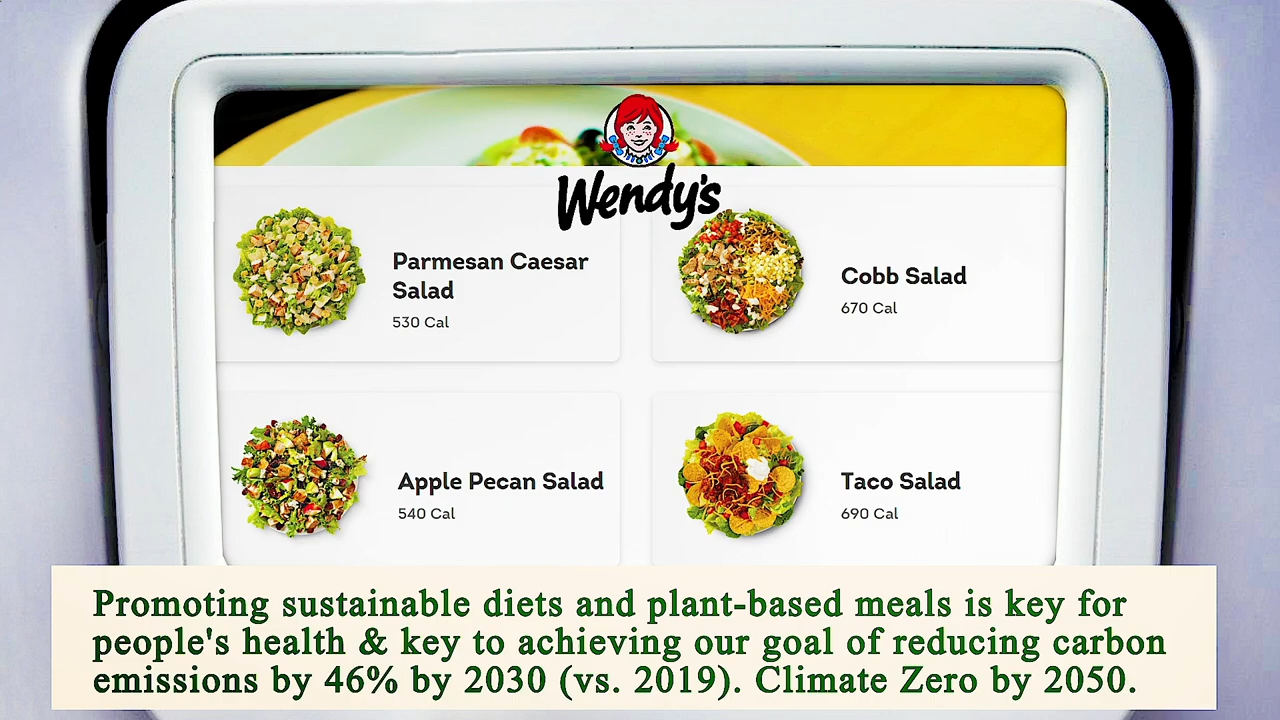 Wendy's
Parmesan Caesar
Salad
530 Cal
Cobb Salad
670 Cal
Apple Pecan Salad
540 Cal
Taco Salad
690 Cal
Promoting sustainable diets and plant-based meals is key for
people's health & key to achieving our goal of reducing carbon
emissions by 46% by 2030 (vs. 2019). Climate Zero by 2050.